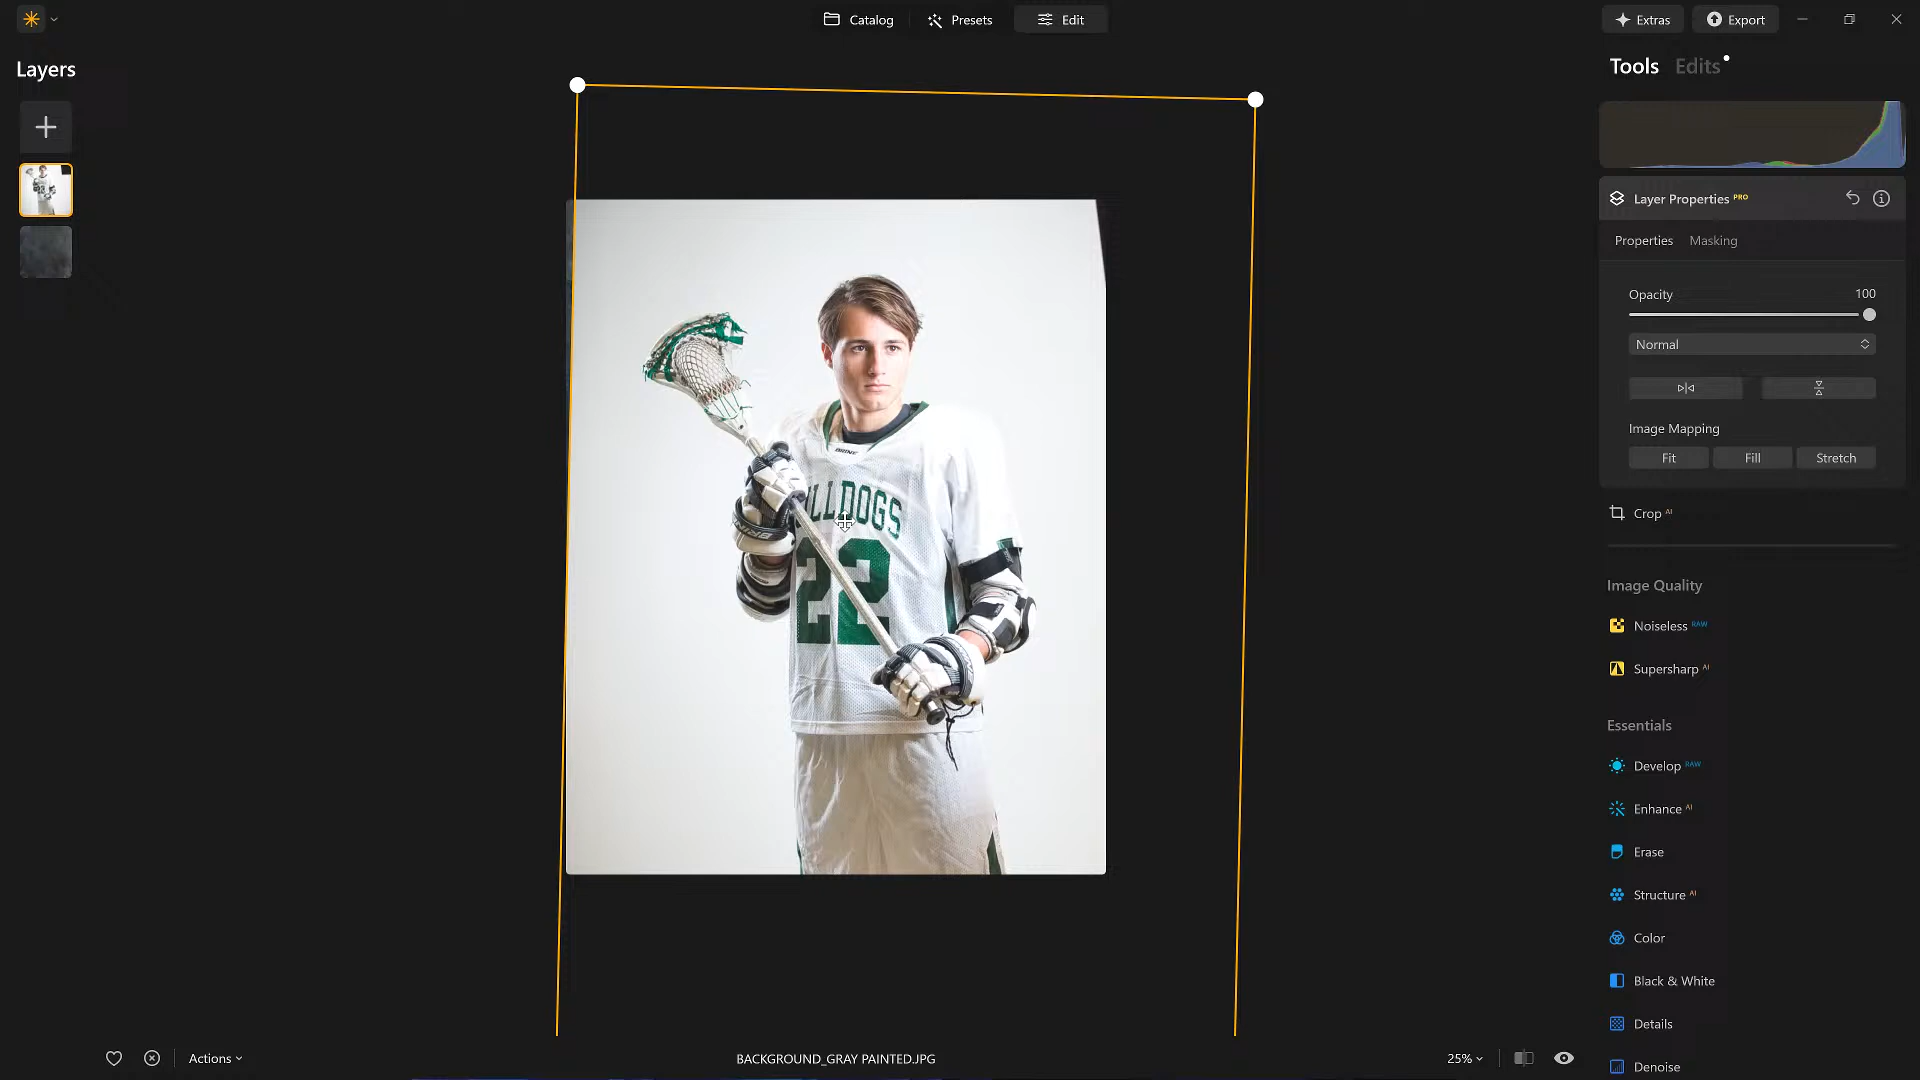 Catalog
Presets
Edit
Extras
Export
Layers
Tools
Edits
Layer Properties PRO
Properties
Masking
Opacity
100
Normal
Image Mapping
Fit
Fill
Stretch
Crop AI
Image Quality
Noiseless RAW
Supersharp AI
Essentials
Develop RAW
Enhance AI
Erase
Structure AI
Color
Black & White
Details
Denoise
BRINE
LLDOGS
22
BRINE
Actions
BACKGROUND_GRAY PAINTED.JPG
25%